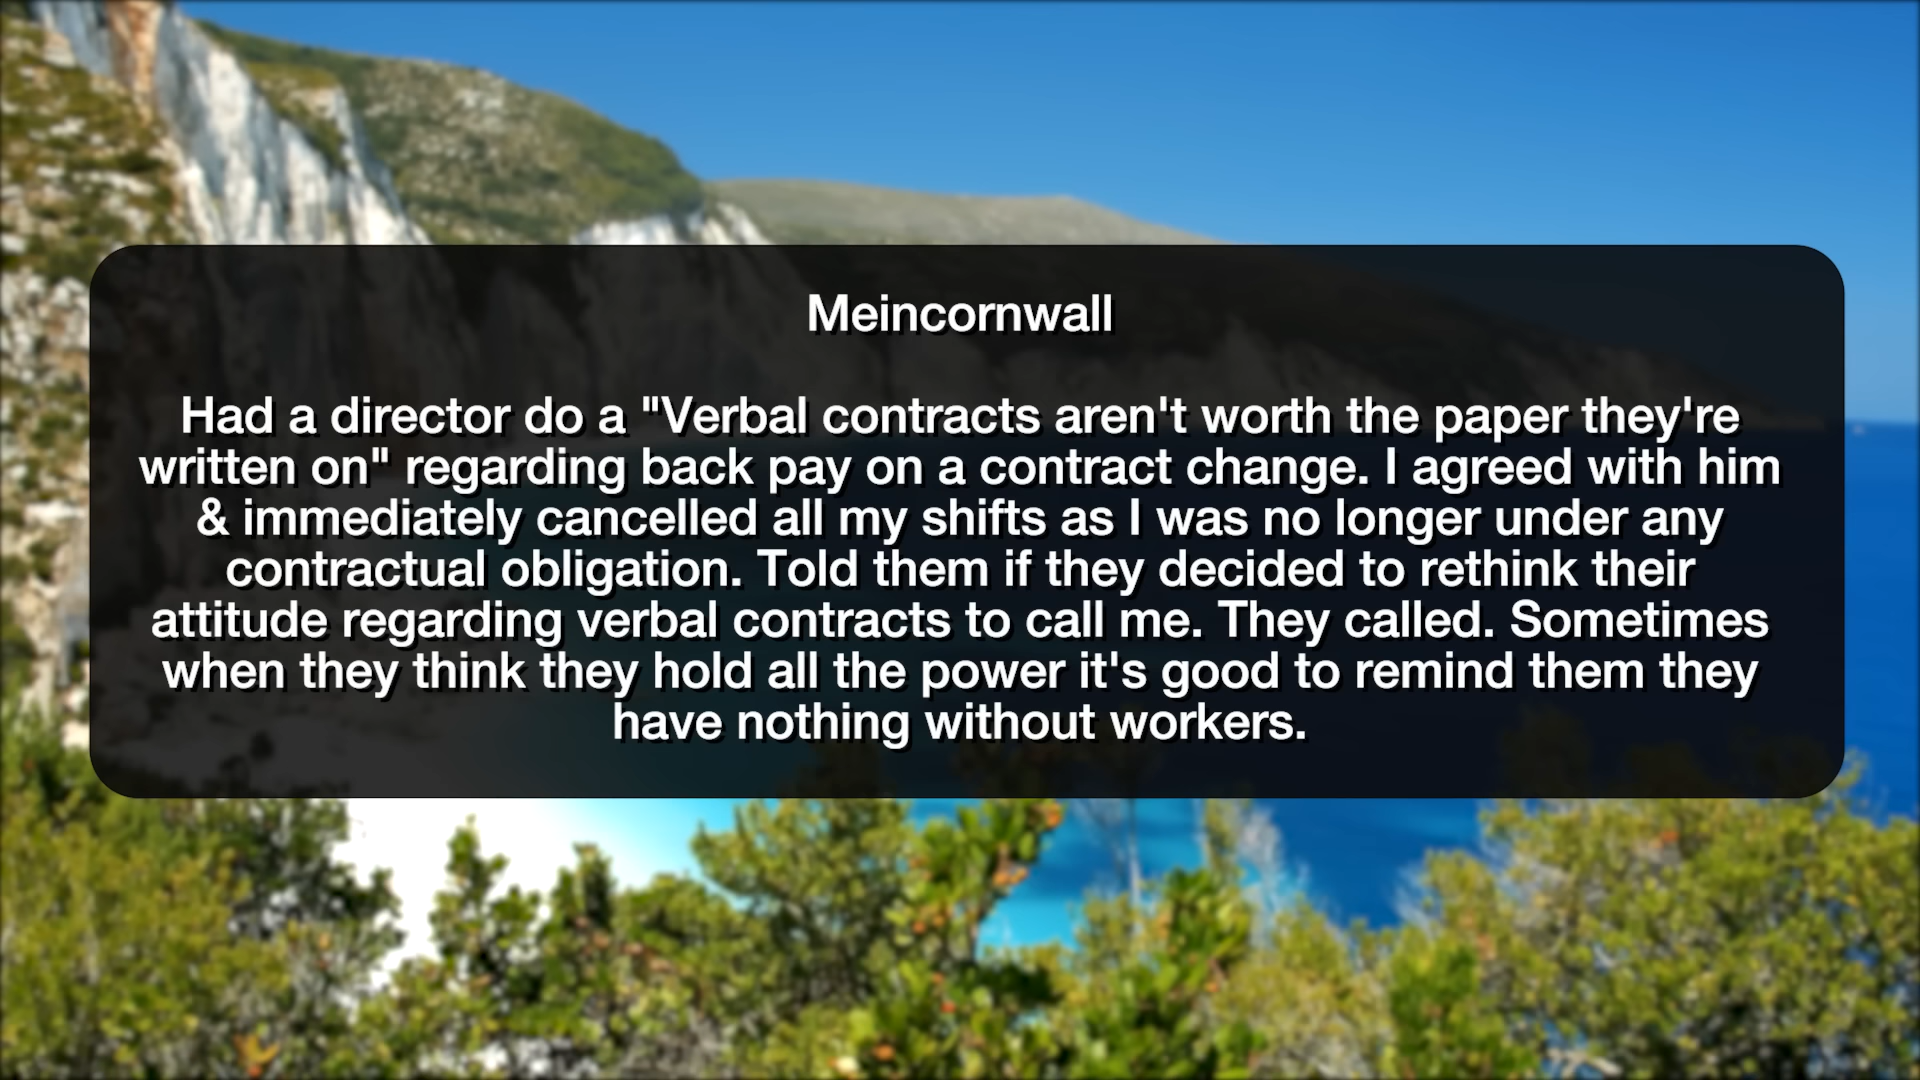 Meincornwall
Had a director do a "Verbal contracts aren't worth the paper they're
written on" regarding back pay on a contract change. I agreed with him
& immediately cancelled all my shifts as I was no longer under any
contractual obligation. Told them if they decided to rethink their
attitude regarding verbal contracts to call me. They called. Sometimes
when they think they hold all the power it's good to remind them they
have nothing without workers.